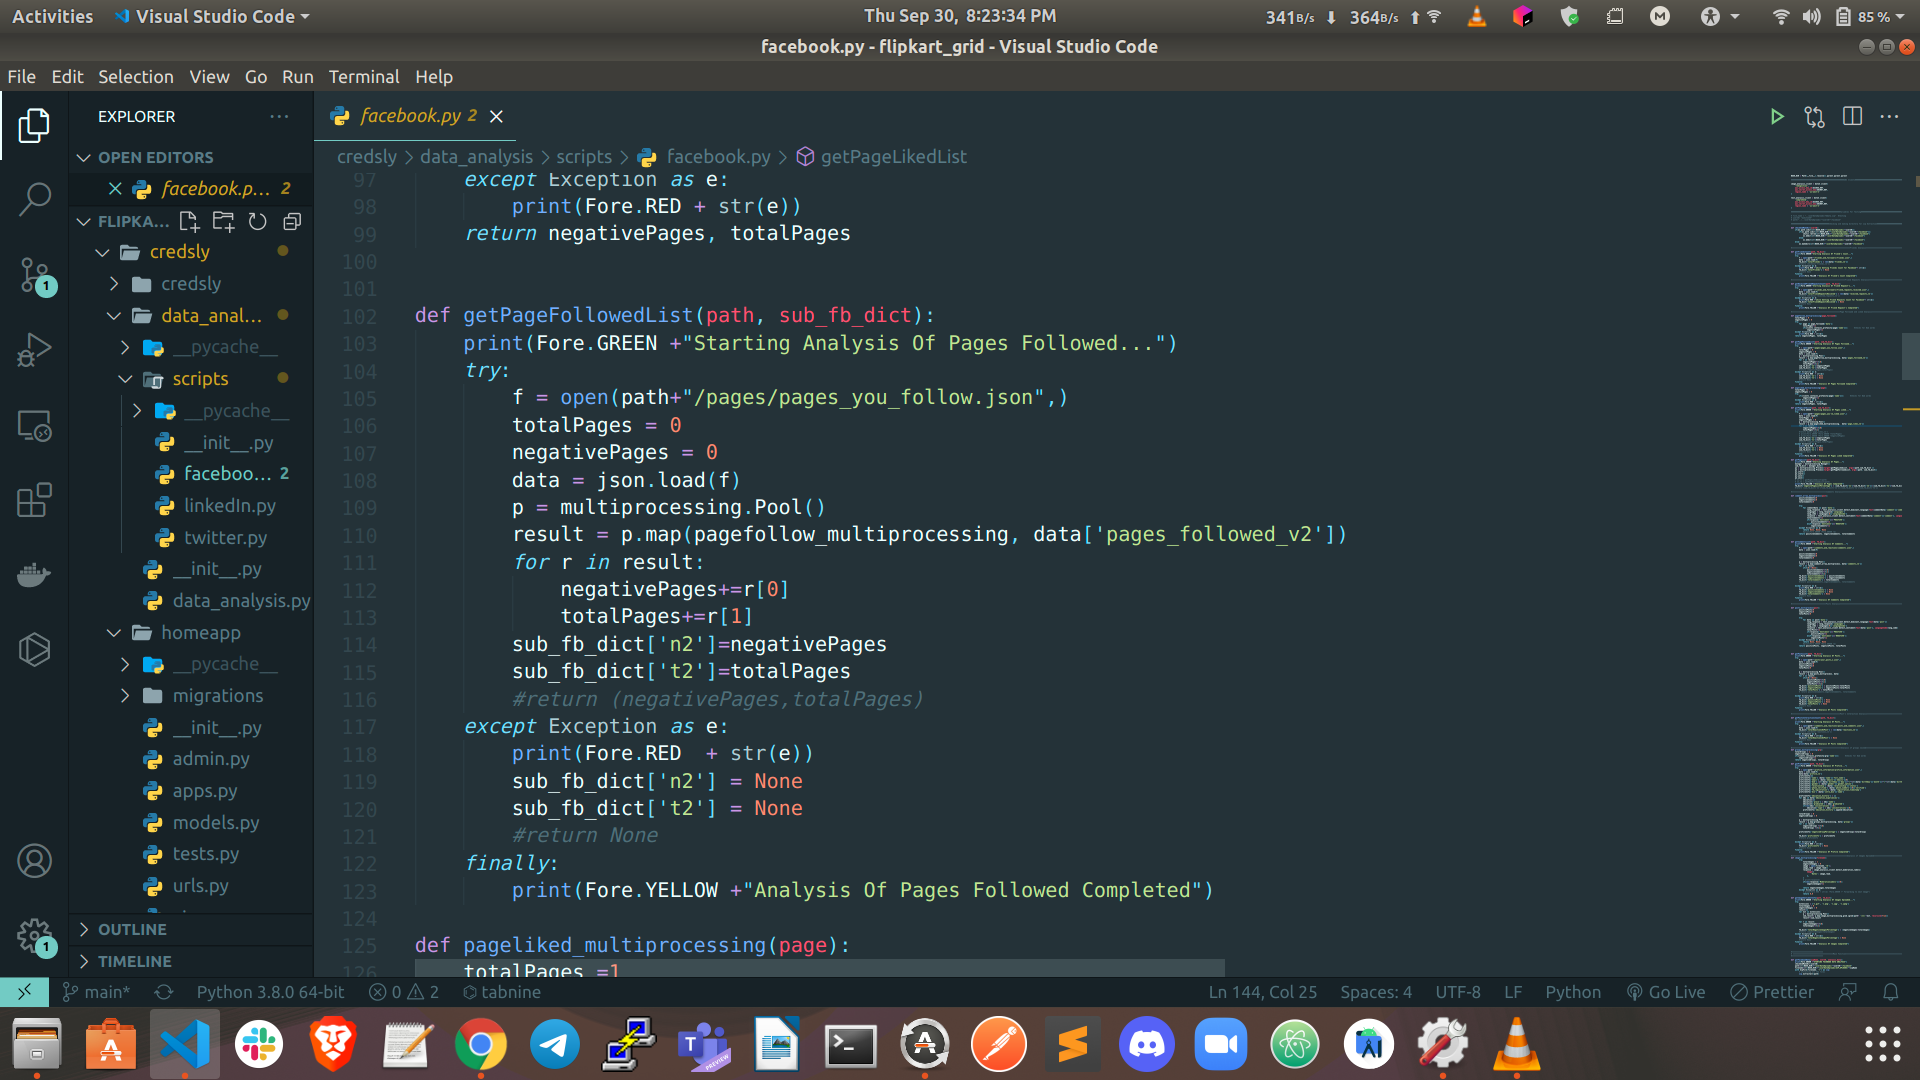 Activities Visual Studio Code Thu Sep 30, 8:23:34 PM 341B/s 364B/s M 85 %
facebook.py - flipkart_grid - Visual Studio Code
File Edit Selection View Go Run Terminal Help
EXPLORER
OPEN EDITORS
facebook.p... 2
FLIPKA...
credsly
credsly
data_anal...
__pycache__
scripts
__pycache__
__init__.py
faceboo... 2
linkedIn.py
twitter.py
__init__.py
data_analysis.py
homeapp
__pycache__
migrations
__init__.py
admin.py
apps.py
models.py
tests.py
urls.py
OUTLINE
TIMELINE
1
1
facebook.py 2
credsly > data_analysis > scripts > facebook.py > getPageLikedList
97 except Exception as e:
98 print(Fore.RED + str(e))
99 return negativePages, totalPages
100
101
102 def getPageFollowedList(path, sub_fb_dict):
103 print(Fore.GREEN +"Starting Analysis Of Pages Followed...")
104 try:
105 f = open(path+"/pages/pages_you_follow.json",)
106 totalPages = 0
107 negativePages = 0
108 data = json.load(f)
109 p = multiprocessing.Pool()
110 result = p.map(pagefollow_multiprocessing, data['pages_followed_v2'])
111 for r in result:
112 negativePages+=r[0]
113 totalPages+=r[1]
114 sub_fb_dict['n2']=negativePages
115 sub_fb_dict['t2']=totalPages
116 #return (negativePages,totalPages)
117 except Exception as e:
118 print(Fore.RED  + str(e))
119 sub_fb_dict['n2'] = None
120 sub_fb_dict['t2'] = None
121 #return None
122 finally:
123 print(Fore.YELLOW +"Analysis Of Pages Followed Completed")
124
125 def pageliked_multiprocessing(page):
126 totalPages =1
main* Python 3.8.0 64-bit 0 2 tabnine Ln 144, Col 25 Spaces: 4 UTF-8 LF Python Go Live Prettier